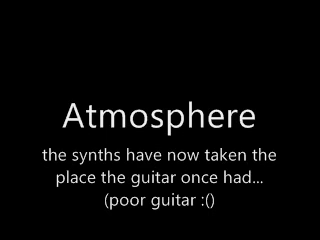 Atmosphere
the synths have now taken the
place the guitar once had...
(poor guitar :()